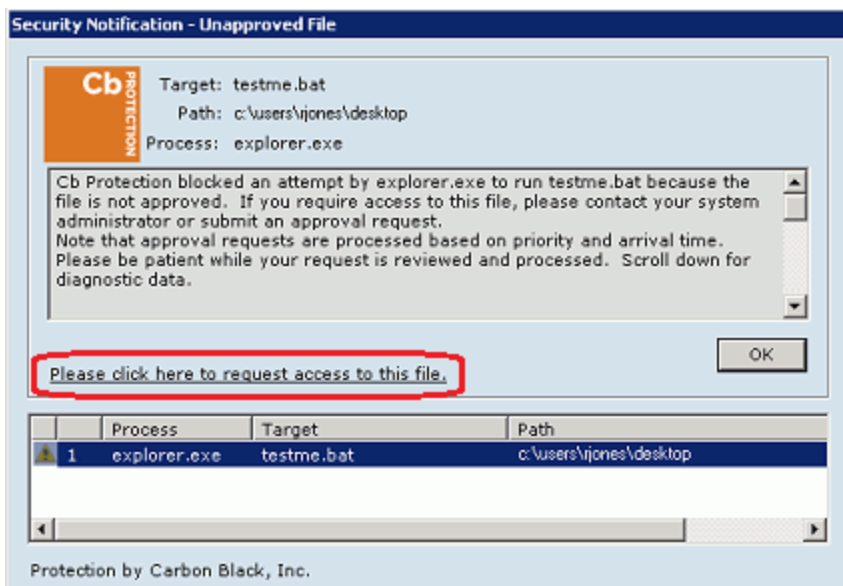 Security Notification - Unapproved File
Cb PROTECTION
Target: testme.bat
Path: c:\users\rjones\desktop
Process: explorer.exe
Cb Protection blocked an attempt by explorer.exe to run testme.bat because the
file is not approved.  If you require access to this file, please contact your system
administrator or submit an approval request.
Note that approval requests are processed based on priority and arrival time.
Please be patient while your request is reviewed and processed.  Scroll down for
diagnostic data.
OK
Please click here to request access to this file.
Process Target Path
1 explorer.exe testme.bat c:\users\rjones\desktop
Protection by Carbon Black, Inc.